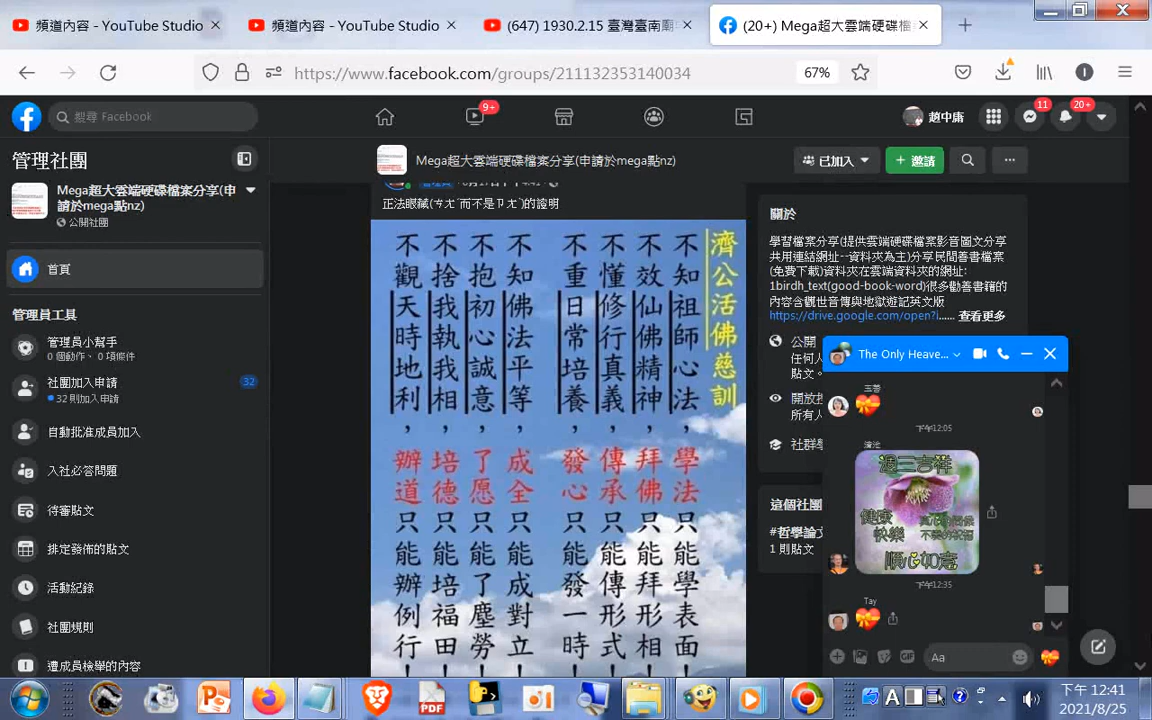 頻道內容 - YouTube Studio
頻道內容 - YouTube Studio
(647) 1930.2.15 臺灣臺南
(20+) Mega超大雲端硬碟檔
https://www.facebook.com/groups/211132353140034
67%
搜尋 Facebook
9+
趙中庸
11
20+
管理社團
Mega超大雲端硬碟檔案分享(申請於mega點nz)
公開社團
首頁
管理員工具
管理員小幫手
0 個動作、 0 項條件
社團加入申請
32 則加入申請
32
自動批准成員加入
入社必答問題
待審貼文
排定發佈的貼文
活動紀錄
社團規則
遭成員檢舉的內容
Mega超大雲端硬碟檔案分享(申請於mega點nz)
已加入
+ 邀請
正法眼藏(ㄘㄤˊ而不是ㄗㄤˋ)的證明
濟公活佛慈訓
不知祖師心法,學法只能學表面!
不效仙佛精神,拜佛只能拜形相!
不懂修行真義,傳承只能傳形式!
不重日常培養,發心只能發一時!
不知佛法平等,成全只能成對立!
不抱初心誠意,了愿只能了塵勞!
不捨我執我相,培德只能培福田!
不觀天時地利,辦道只能辦例行!
關於
學習檔案分享(提供雲端硬碟檔案影音圖文分享
共用連結網址--資料夾為主)分享民間善書檔案
(免費下載)資料夾在雲端資料夾的網址:
1birdh_text(good-book-word)很多勸善書籍的
內容含觀世音傳與地獄遊記英文版
https://drive.google.com/open?i...... 查看更多
公開
任何人
貼文。
所有人
這個社團
#哲學論文
1 則貼文
The Only Heave...
三蓉
下午12:05
週三吉祥
健康
快樂
順心如意
下午12:35
Tay
Aa
下午 12:41
2021/8/25